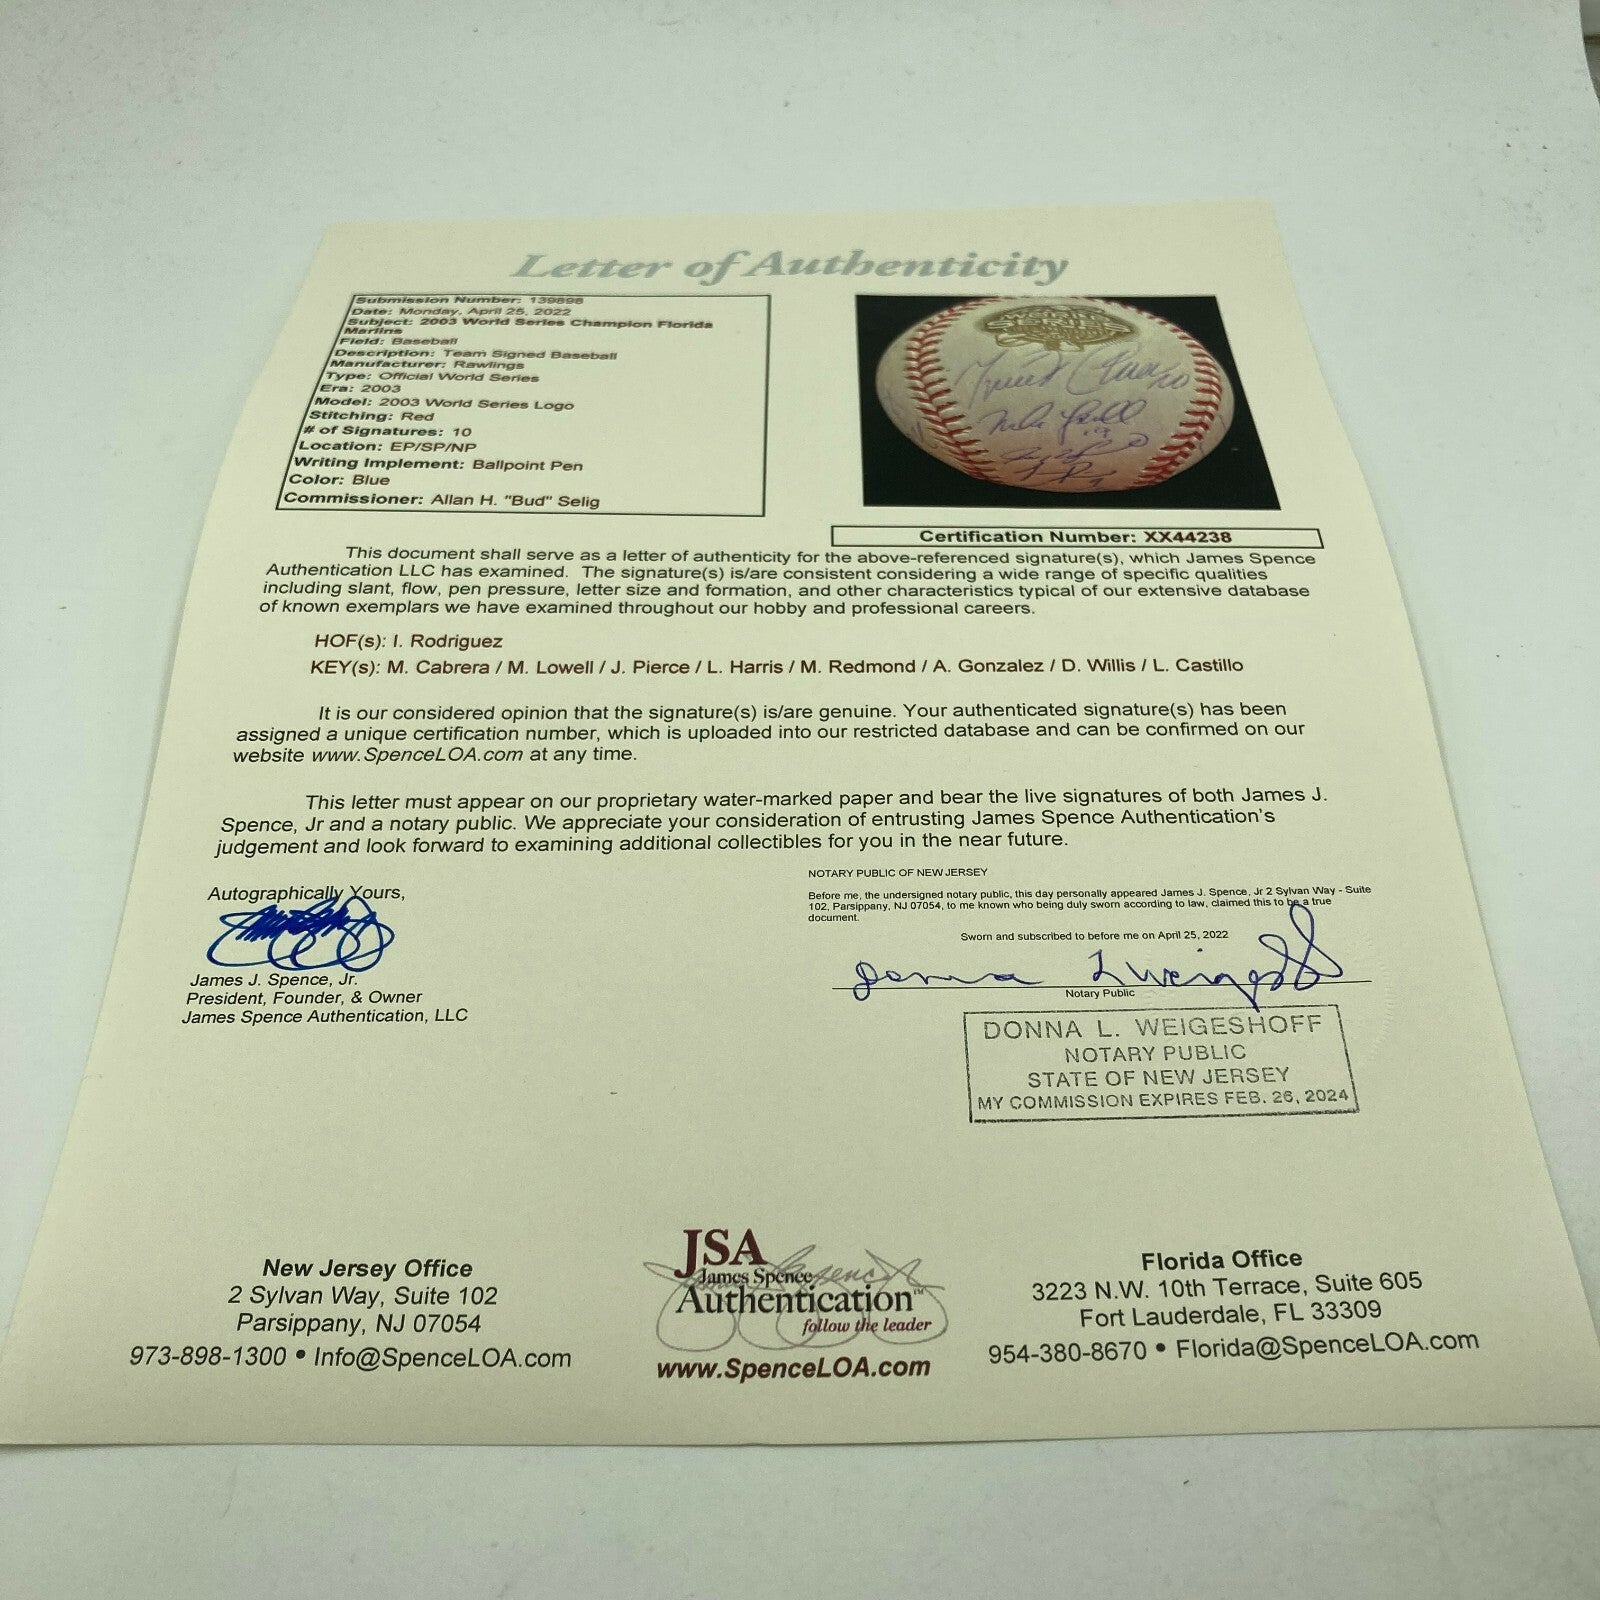 Letter of Authenticity
Submission Number: 139898
Date: Monday, April 25, 2022
Subject: 2003 World Series Champion Florida
Marlins
Field: Baseball
Description: Team Signed Baseball
Manufacturer: Rawlings
Type: Official World Series
Era: 2003
Model: 2003 World Series Logo
Stitching: Red
# of Signatures: 10
Location: EP/SP/NP
Writing Implement: Ballpoint Pen
Color: Blue
Commissioner: Allan H. "Bud" Selig
WORLD
SERIES
Certification Number: XX44238
This document shall serve as a letter of authenticity for the above-referenced signature(s), which James Spence
Authentication LLC has examined. The signature(s) is/are consistent considering a wide range of specific qualities
including slant, flow, pen pressure, letter size and formation, and other characteristics typical of our extensive database
of known exemplars we have examined throughout our hobby and professional careers.
HOF(s): I. Rodriguez
KEY(s): M. Cabrera / M. Lowell / J. Pierce / L. Harris / M. Redmond / A. Gonzalez / D. Willis / L. Castillo
It is our considered opinion that the signature(s) is/are genuine. Your authenticated signature(s) has been
assigned a unique certification number, which is uploaded into our restricted database and can be confirmed on our
website www.SpenceLOA.com at any time.
This letter must appear on our proprietary water-marked paper and bear the live signatures of both James J.
Spence, Jr and a notary public. We appreciate your consideration of entrusting James Spence Authentication's
judgement and look forward to examining additional collectibles for you in the near future.
Autographically Yours,
James J. Spence, Jr.
President, Founder, & Owner
James Spence Authentication, LLC
NOTARY PUBLIC OF NEW JERSEY
Before me, the undersigned notary public, this day personally appeared James J. Spence, Jr 2 Sylvan Way - Suite
102, Parsippany, NJ 07054, to me known who being duly sworn according to law, claimed this to be a true
document.
Sworn and subscribed to before me on April 25, 2022
Donna L Weigeshoff
Notary Public
DONNA L. WEIGESHOFF
NOTARY PUBLIC
STATE OF NEW JERSEY
MY COMMISSION EXPIRES FEB. 26, 2024
New Jersey Office
2 Sylvan Way, Suite 102
Parsippany, NJ 07054
973-898-1300 • Info@SpenceLOA.com
JSA
James Spence
Authentication™
follow the leader
www.SpenceLOA.com
Florida Office
3223 N.W. 10th Terrace, Suite 605
Fort Lauderdale, FL 33309
954-380-8670 • Florida@SpenceLOA.com